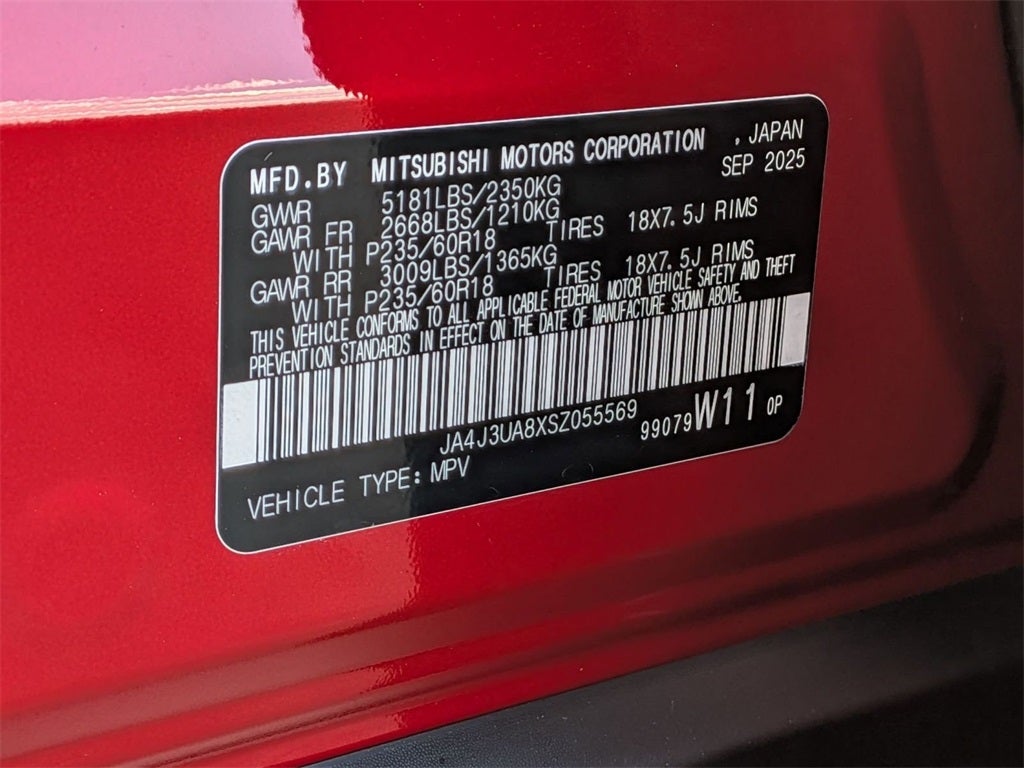 MFD.BY MITSUBISHI MOTORS CORPORATION , JAPAN
SEP 2025
GVWR 5181LBS/2350KG
GAWR FR 2668LBS/1210KG
WITH P235/60R18 TIRES 18X7.5J RIMS
GAWR RR 3009LBS/1365KG
WITH P235/60R18 TIRES 18X7.5J RIMS
THIS VEHICLE CONFORMS TO ALL APPLICABLE FEDERAL MOTOR VEHICLE SAFETY AND THEFT
PREVENTION STANDARDS IN EFFECT ON THE DATE OF MANUFACTURE SHOWN ABOVE.
JA4J3UA8XSZ055569 99079 W11 OP
VEHICLE TYPE: MPV